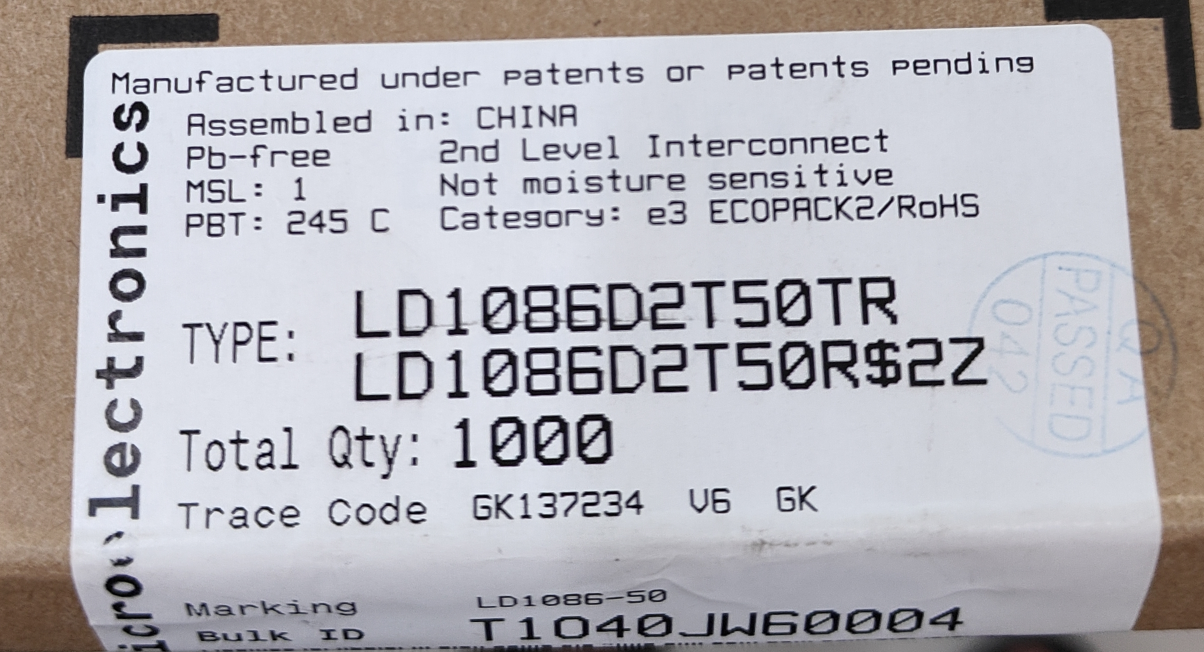 Manufactured under patents or patents pending
Assembled in: CHINA
Pb-free 2nd Level Interconnect
MSL: 1 Not moisture sensitive
PBT: 245 C Category: e3 ECOPACK2/RoHS
TYPE: LD1086D2T50TR
LD1086D2T50R$2Z
Total Qty: 1000
Trace Code GK137234 V6 GK
Marking LD1086-50
Bulk ID T1040JW60004
icroelectronics
QA
PASSED
042